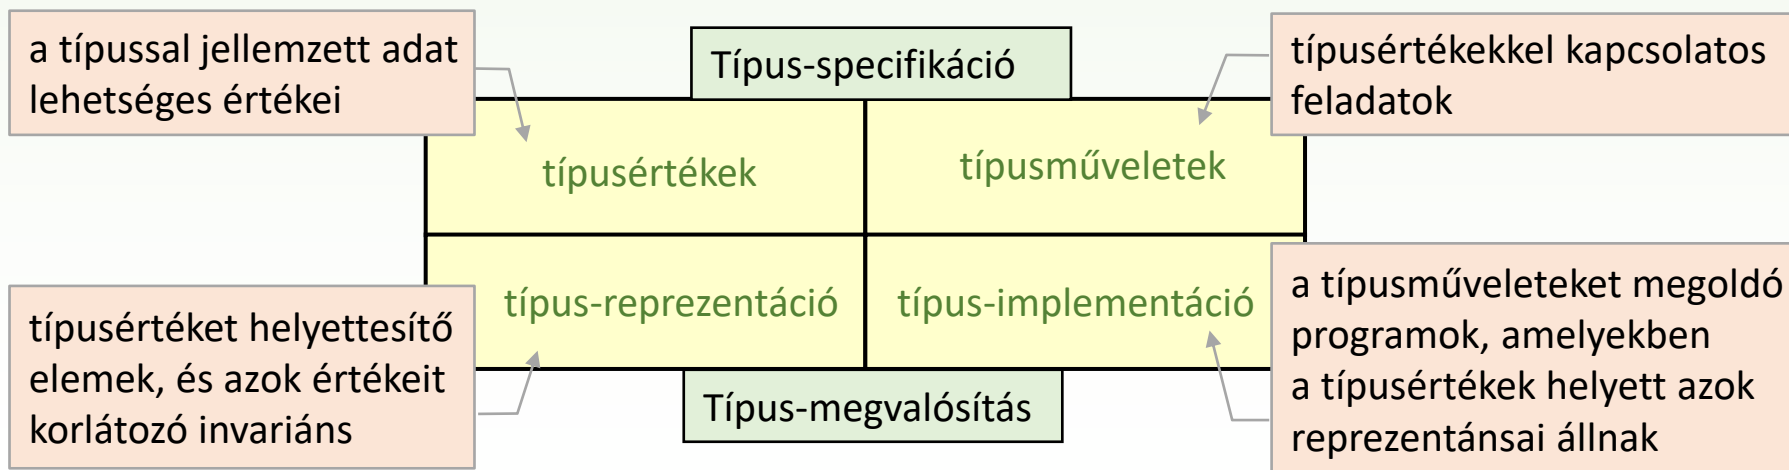 a típussal jellemzett adat
lehetséges értékei
Típus-specifikáció
típusértékekkel kapcsolatos
feladatok
típusértékek
típusműveletek
típus-reprezentáció
típus-implementáció
típusértéket helyettesítő
elemek, és azok értékeit
korlátozó invariáns
Típus-megvalósítás
a típusműveleteket megoldó
programok, amelyekben
a típusértékek helyett azok
reprezentánsai állnak